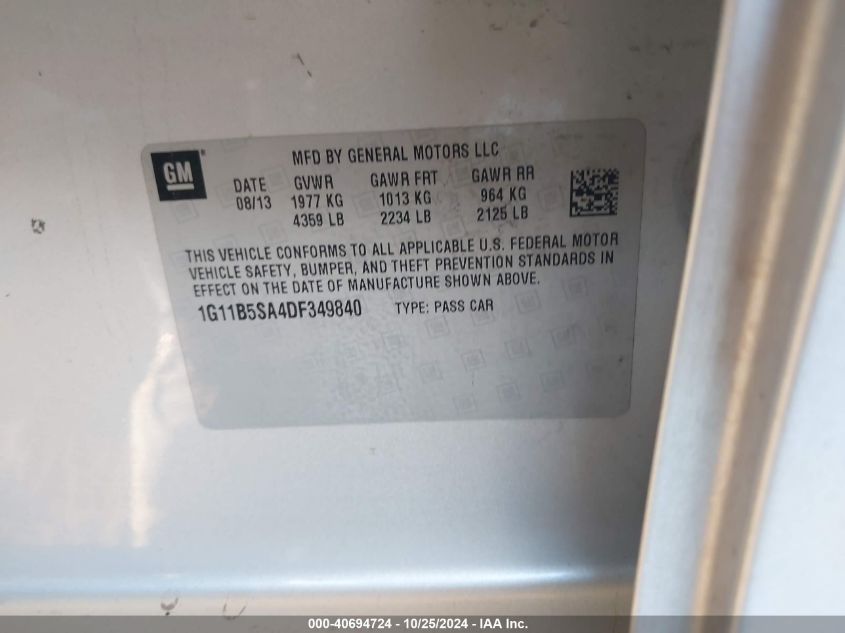 GM
MFD BY GENERAL MOTORS LLC
DATE GVWR GAWR FRT GAWR RR
08/13 1977 KG 1013 KG 964 KG
4359 LB 2234 LB 2125 LB
THIS VEHICLE CONFORMS TO ALL APPLICABLE U.S. FEDERAL MOTOR
VEHICLE SAFETY, BUMPER, AND THEFT PREVENTION STANDARDS IN
EFFECT ON THE DATE OF MANUFACTURE SHOWN ABOVE.
1G11B5SA4DF349840 TYPE: PASS CAR
000-40694724 - 10/25/2024 - IAA Inc.